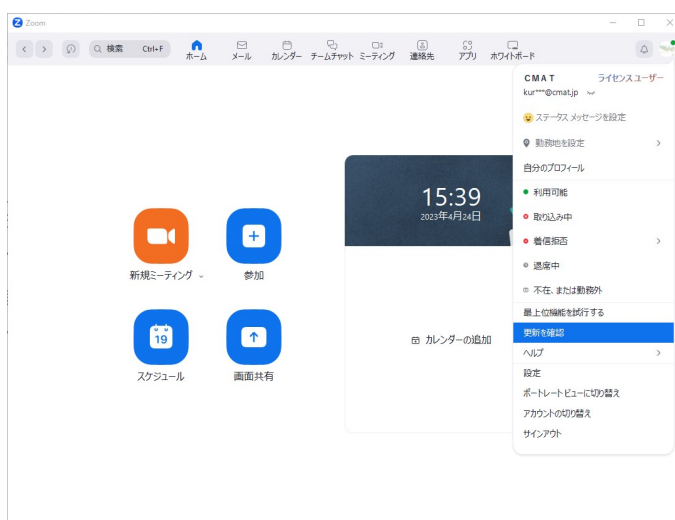 Zoom
検索 Ctrl+F
ホーム
メール
カレンダー
チームチャット
ミーティング
連絡先
アプリ
ホワイトボード
CMAT ライセンス ユーザー
kur***@cmat.jp
ステータス メッセージを設定
勤務地を設定
自分のプロフィール
利用可能
取り込み中
着信拒否
退席中
不在、または勤務外
最上位機能を試行する
更新を確認
ヘルプ
設定
ポートレートビューに切り替え
アカウントの切り替え
サインアウト
15:39
2023年4月24日
新規ミーティング
参加
19
スケジュール
画面共有
カレンダーの追加